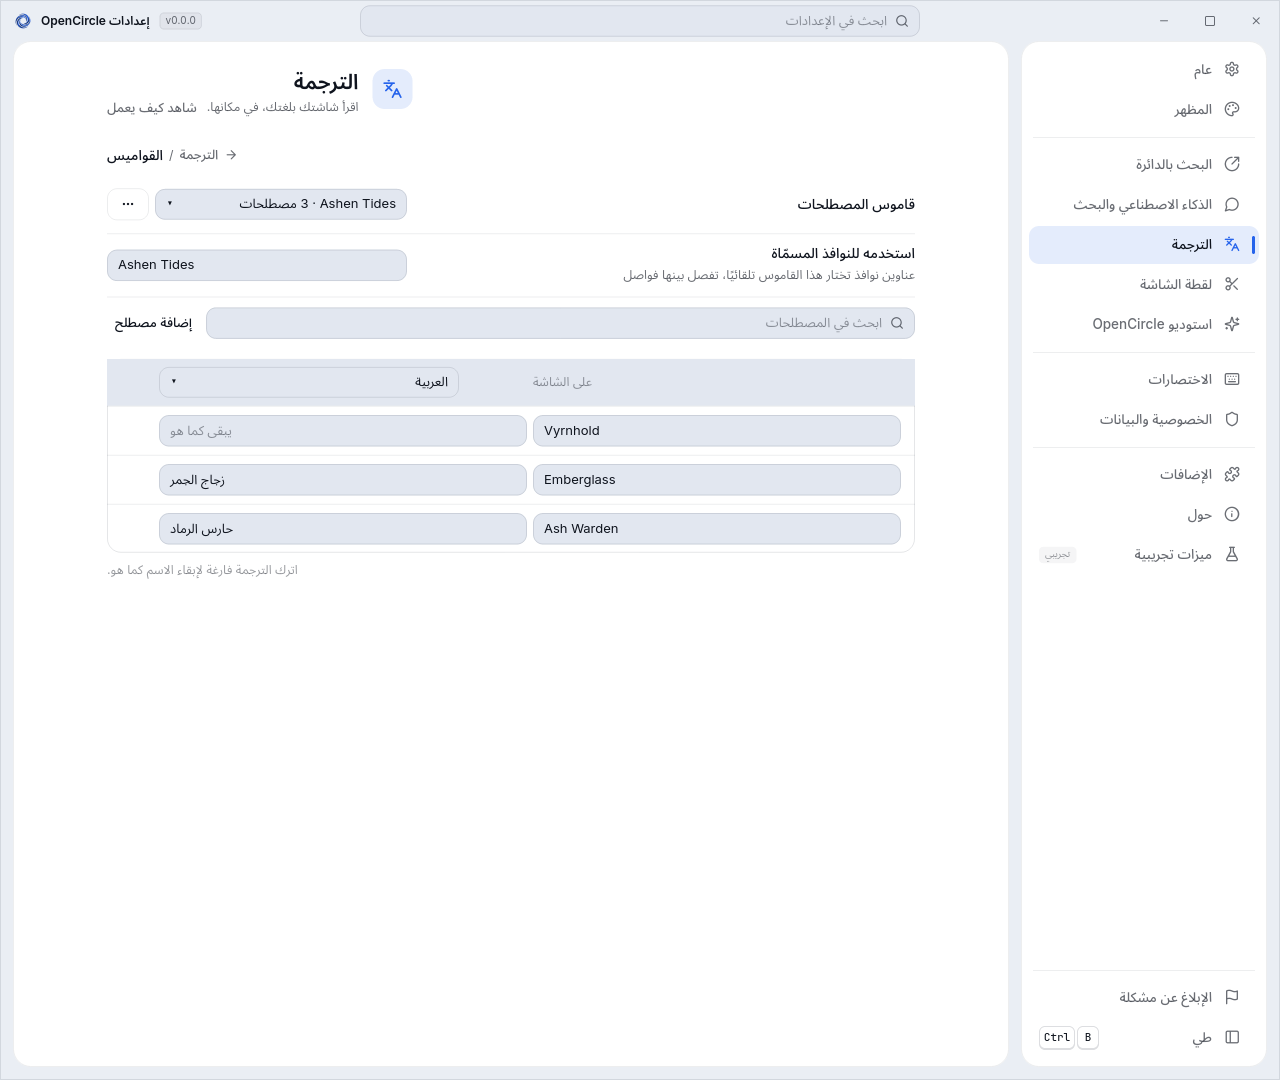 إعدادات OpenCircle
v0.0.0
ابحث في الإعدادات
عام
المظهر
البحث بالدائرة
الذكاء الاصطناعي والبحث
الترجمة
لقطة الشاشة
استوديو OpenCircle
الاختصارات
الخصوصية والبيانات
الإضافات
حول
ميزات تجريبية
تجريبي
الإبلاغ عن مشكلة
طي
Ctrl B
الترجمة
اقرأ شاشتك بلغتك، في مكانها. شاهد كيف يعمل
الترجمة / القواميس
قاموس المصطلحات
Ashen Tides · 3 مصطلحات
استخدمه للنوافذ المسمّاة
عناوين نوافذ تختار هذا القاموس تلقائيًا، تفصل بينها فواصل
Ashen Tides
ابحث في المصطلحات
إضافة مصطلح
على الشاشة
العربية
Vyrnhold
يبقى كما هو
Emberglass
زجاج الجمر
Ash Warden
حارس الرماد
اترك الترجمة فارغة لإبقاء الاسم كما هو.